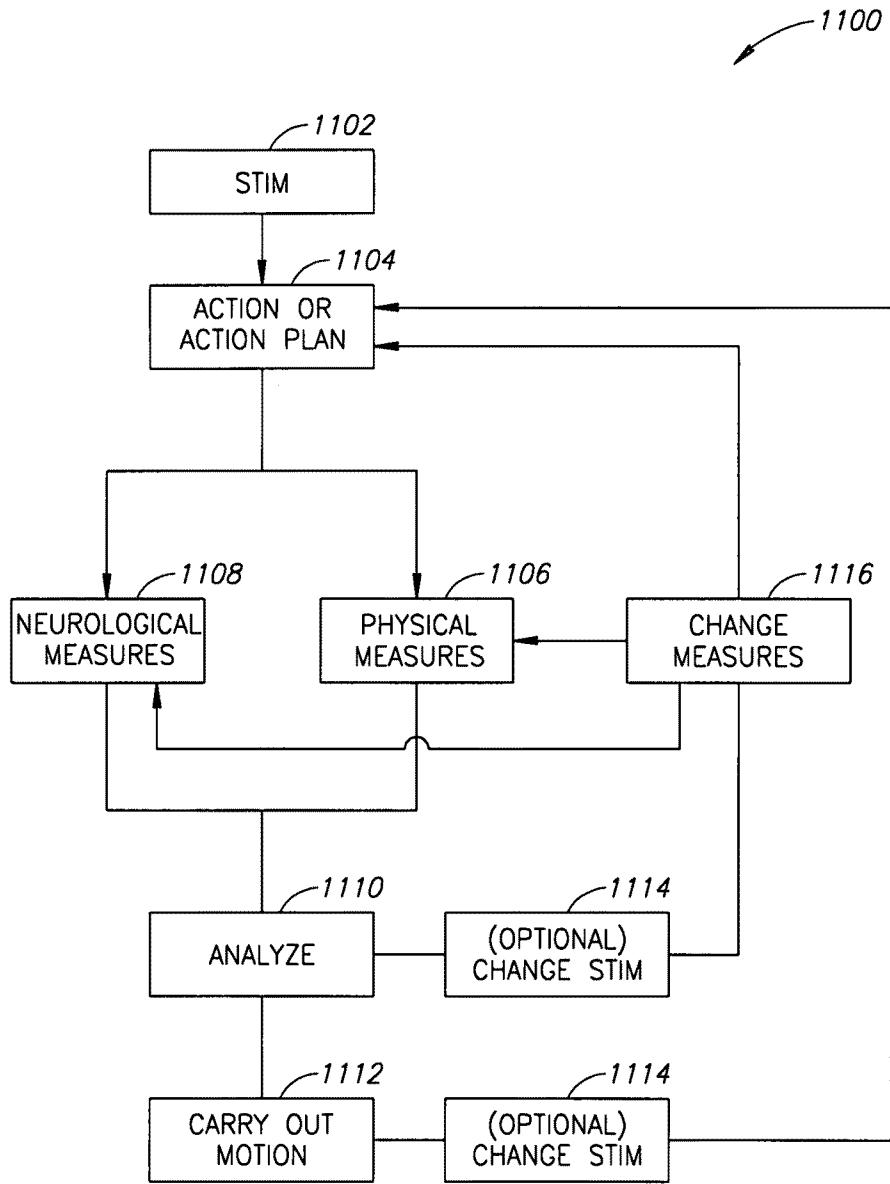 1100
1102
STIM
1104
ACTION OR
ACTION PLAN
1108
NEUROLOGICAL
MEASURES
1106
PHYSICAL
MEASURES
1116
CHANGE
MEASURES
1110
ANALYZE
1114
(OPTIONAL)
CHANGE STIM
1112
CARRY OUT
MOTION
1114
(OPTIONAL)
CHANGE STIM